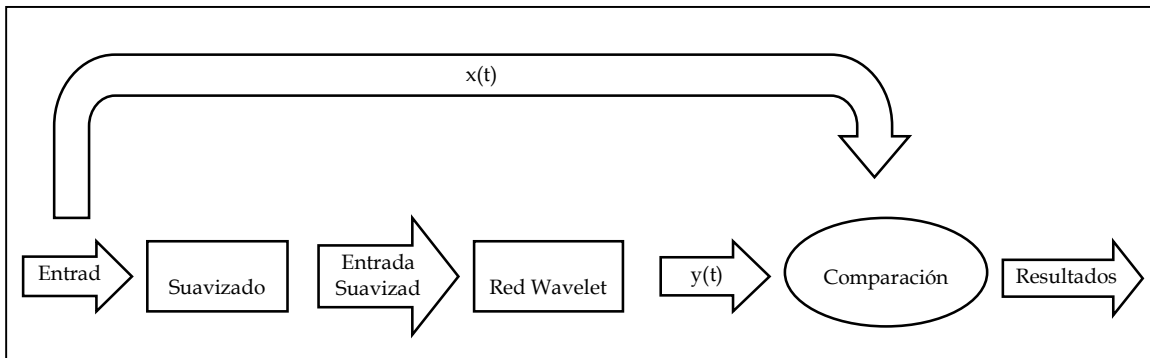 x(t)
Entrad
Suavizado
Entrada
Suavizad
Red Wavelet
y(t)
Comparación
Resultados